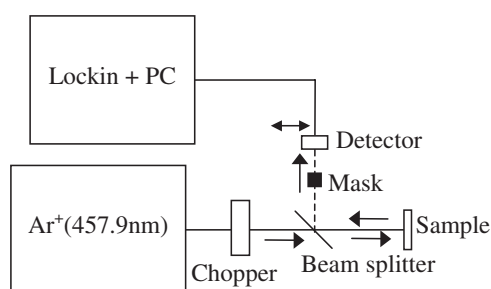 Lockin + PC
Detector
Mask
Ar⁺(457.9nm)
Sample
Chopper
Beam splitter